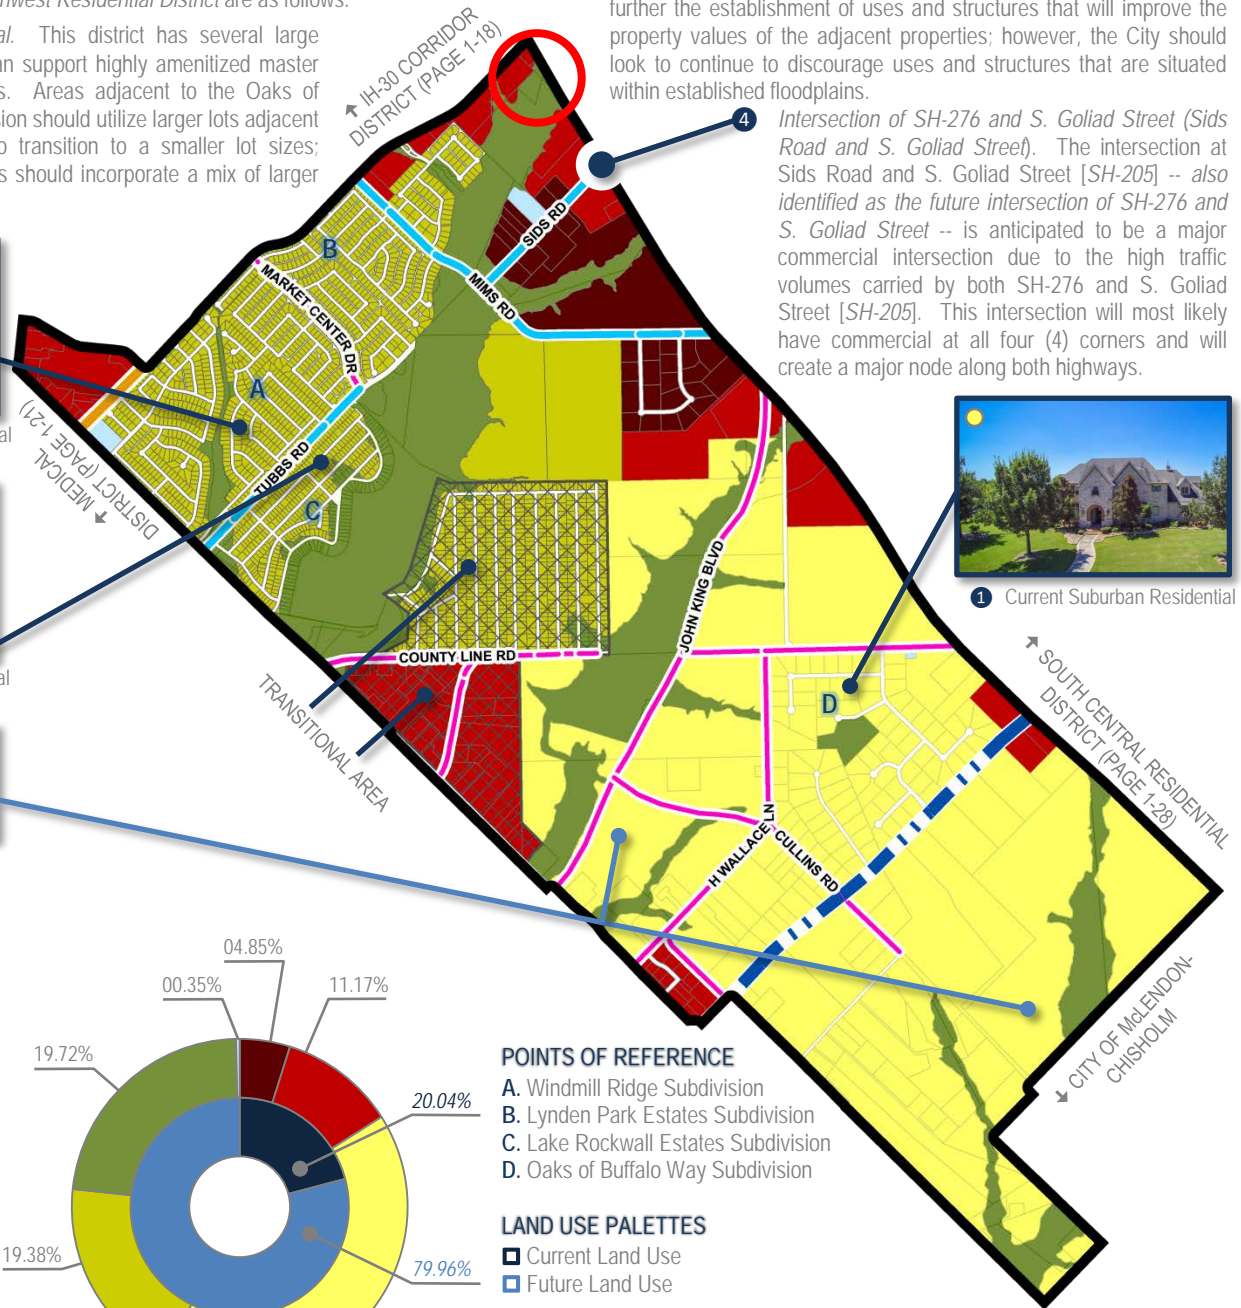 nwest Residential District are as follows:
al. This district has several large
an support highly amenitized master
s. Areas adjacent to the Oaks of
sion should utilize larger lots adjacent
o transition to a smaller lot sizes;
s should incorporate a mix of larger
further the establishment of uses and structures that will improve the
property values of the adjacent properties; however, the City should
look to continue to discourage uses and structures that are situated
within established floodplains.
4
Intersection of SH-276 and S. Goliad Street (Sids
Road and S. Goliad Street). The intersection at
Sids Road and S. Goliad Street [SH-205] -- also
identified as the future intersection of SH-276 and
S. Goliad Street -- is anticipated to be a major
commercial intersection due to the high traffic
volumes carried by both SH-276 and S. Goliad
Street [SH-205]. This intersection will most likely
have commercial at all four (4) corners and will
create a major node along both highways.
IH-30 CORRIDOR
DISTRICT (PAGE 1-18)
SIDS RD
B
MIMS RD
MARKET CENTER DR
A
TUBBS RD
C
MEDICAL
DISTRICT (PAGE 1-21)
al
al
JOHN KING BLVD
COUNTY LINE RD
TRANSITIONAL AREA
1 Current Suburban Residential
D
SOUTH CENTRAL RESIDENTIAL
DISTRICT (PAGE 1-28)
H WALLACE LN
CULLINS RD
CITY OF McLENDON-
CHISHOLM
04.85%
00.35%
11.17%
19.72%
20.04%
19.38%
79.96%
POINTS OF REFERENCE
A. Windmill Ridge Subdivision
B. Lynden Park Estates Subdivision
C. Lake Rockwall Estates Subdivision
D. Oaks of Buffalo Way Subdivision
LAND USE PALETTES
Current Land Use
Future Land Use